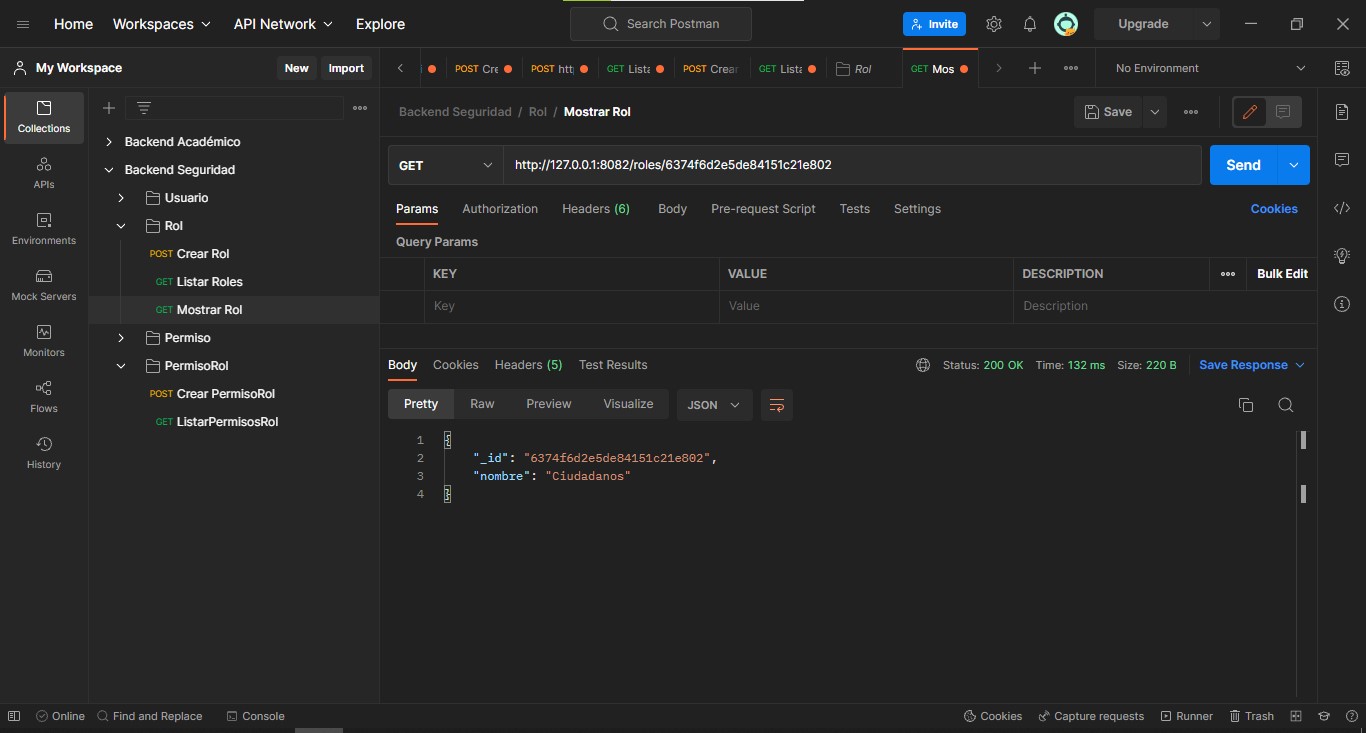 Home Workspaces API Network Explore Search Postman Invite Upgrade
My Workspace New Import
POST Cre POST htt GET Lista POST Crear GET Lista Rol GET Mos No Environment
Collections
APIs
Environments
Mock Servers
Monitors
Flows
History
Backend Académico
Backend Seguridad
Usuario
Rol
POST Crear Rol
GET Listar Roles
GET Mostrar Rol
Permiso
PermisoRol
POST Crear PermisoRol
GET ListarPermisosRol
Backend Seguridad / Rol / Mostrar Rol Save
GET http://127.0.0.1:8082/roles/6374f6d2e5de84151c21e802 Send
Params Authorization Headers (6) Body Pre-request Script Tests Settings Cookies
Query Params
KEY VALUE DESCRIPTION Bulk Edit
Key Value Description
Body Cookies Headers (5) Test Results Status: 200 OK Time: 132 ms Size: 220 B Save Response
Pretty Raw Preview Visualize JSON
1 {
2 "_id": "6374f6d2e5de84151c21e802",
3 "nombre": "Ciudadanos"
4 }
Online Find and Replace Console Cookies Capture requests Runner Trash